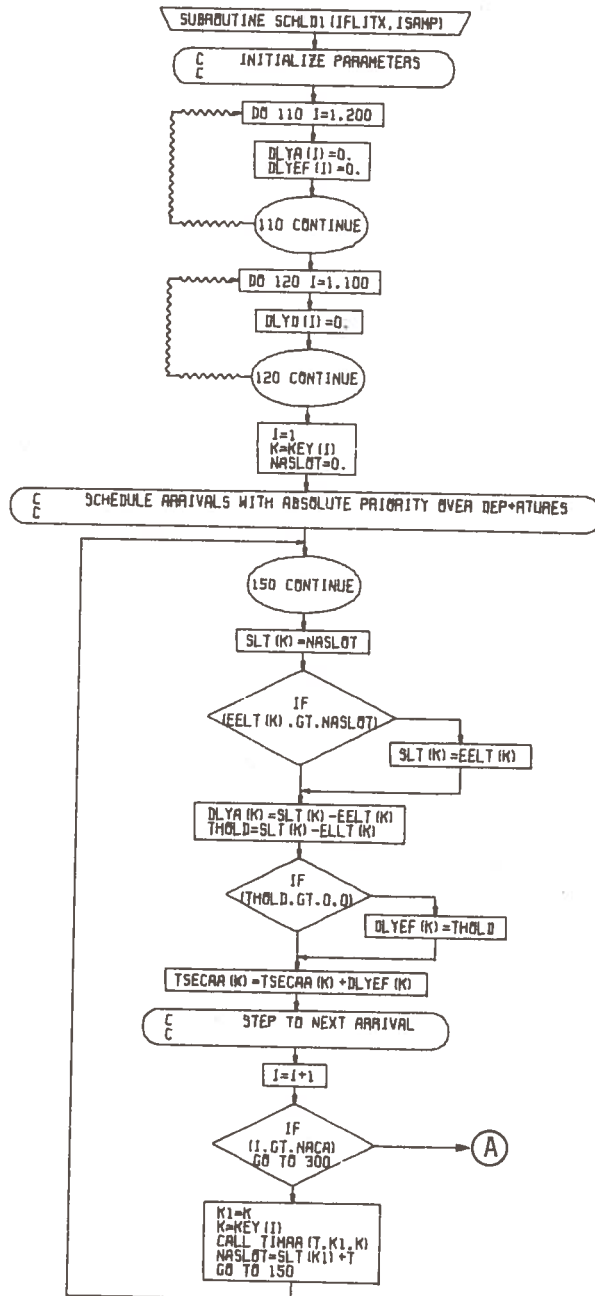 SUBROUTINE SCHLD1(IFLITX,ISAMP)
C INITIALIZE PARAMETERS
C
DO 110 I=1.200
DLYA(I)=0.
DLYEF(I)=0.
110 CONTINUE
DO 120 I=1.100
DLYD(I)=0.
120 CONTINUE
I=1
K=KEY(I)
NASLOT=0.
C SCHEDULE ARRIVALS WITH ABSOLUTE PRIORITY OVER DEP+ATURES
C
150 CONTINUE
SLT(K)=NASLOT
IF
(EELT(K).GT.NASLOT)
SLT(K)=EELT(K)
DLYA(K)=SLT(K)-EELT(K)
THOLD=SLT(K)-ELLT(K)
IF
(THOLD.GT.0.0)
DLYEF(K)=THOLD
TSECAA(K)=TSECAA(K)+DLYEF(K)
C STEP TO NEXT ARRIVAL
C
I=I+1
IF
(I.GT.NACA)
GO TO 300
A
K1=K
K=KEY(I)
CALL TIMAA(T,K1,K)
NASLOT=SLT(K1)+T
GO TO 150